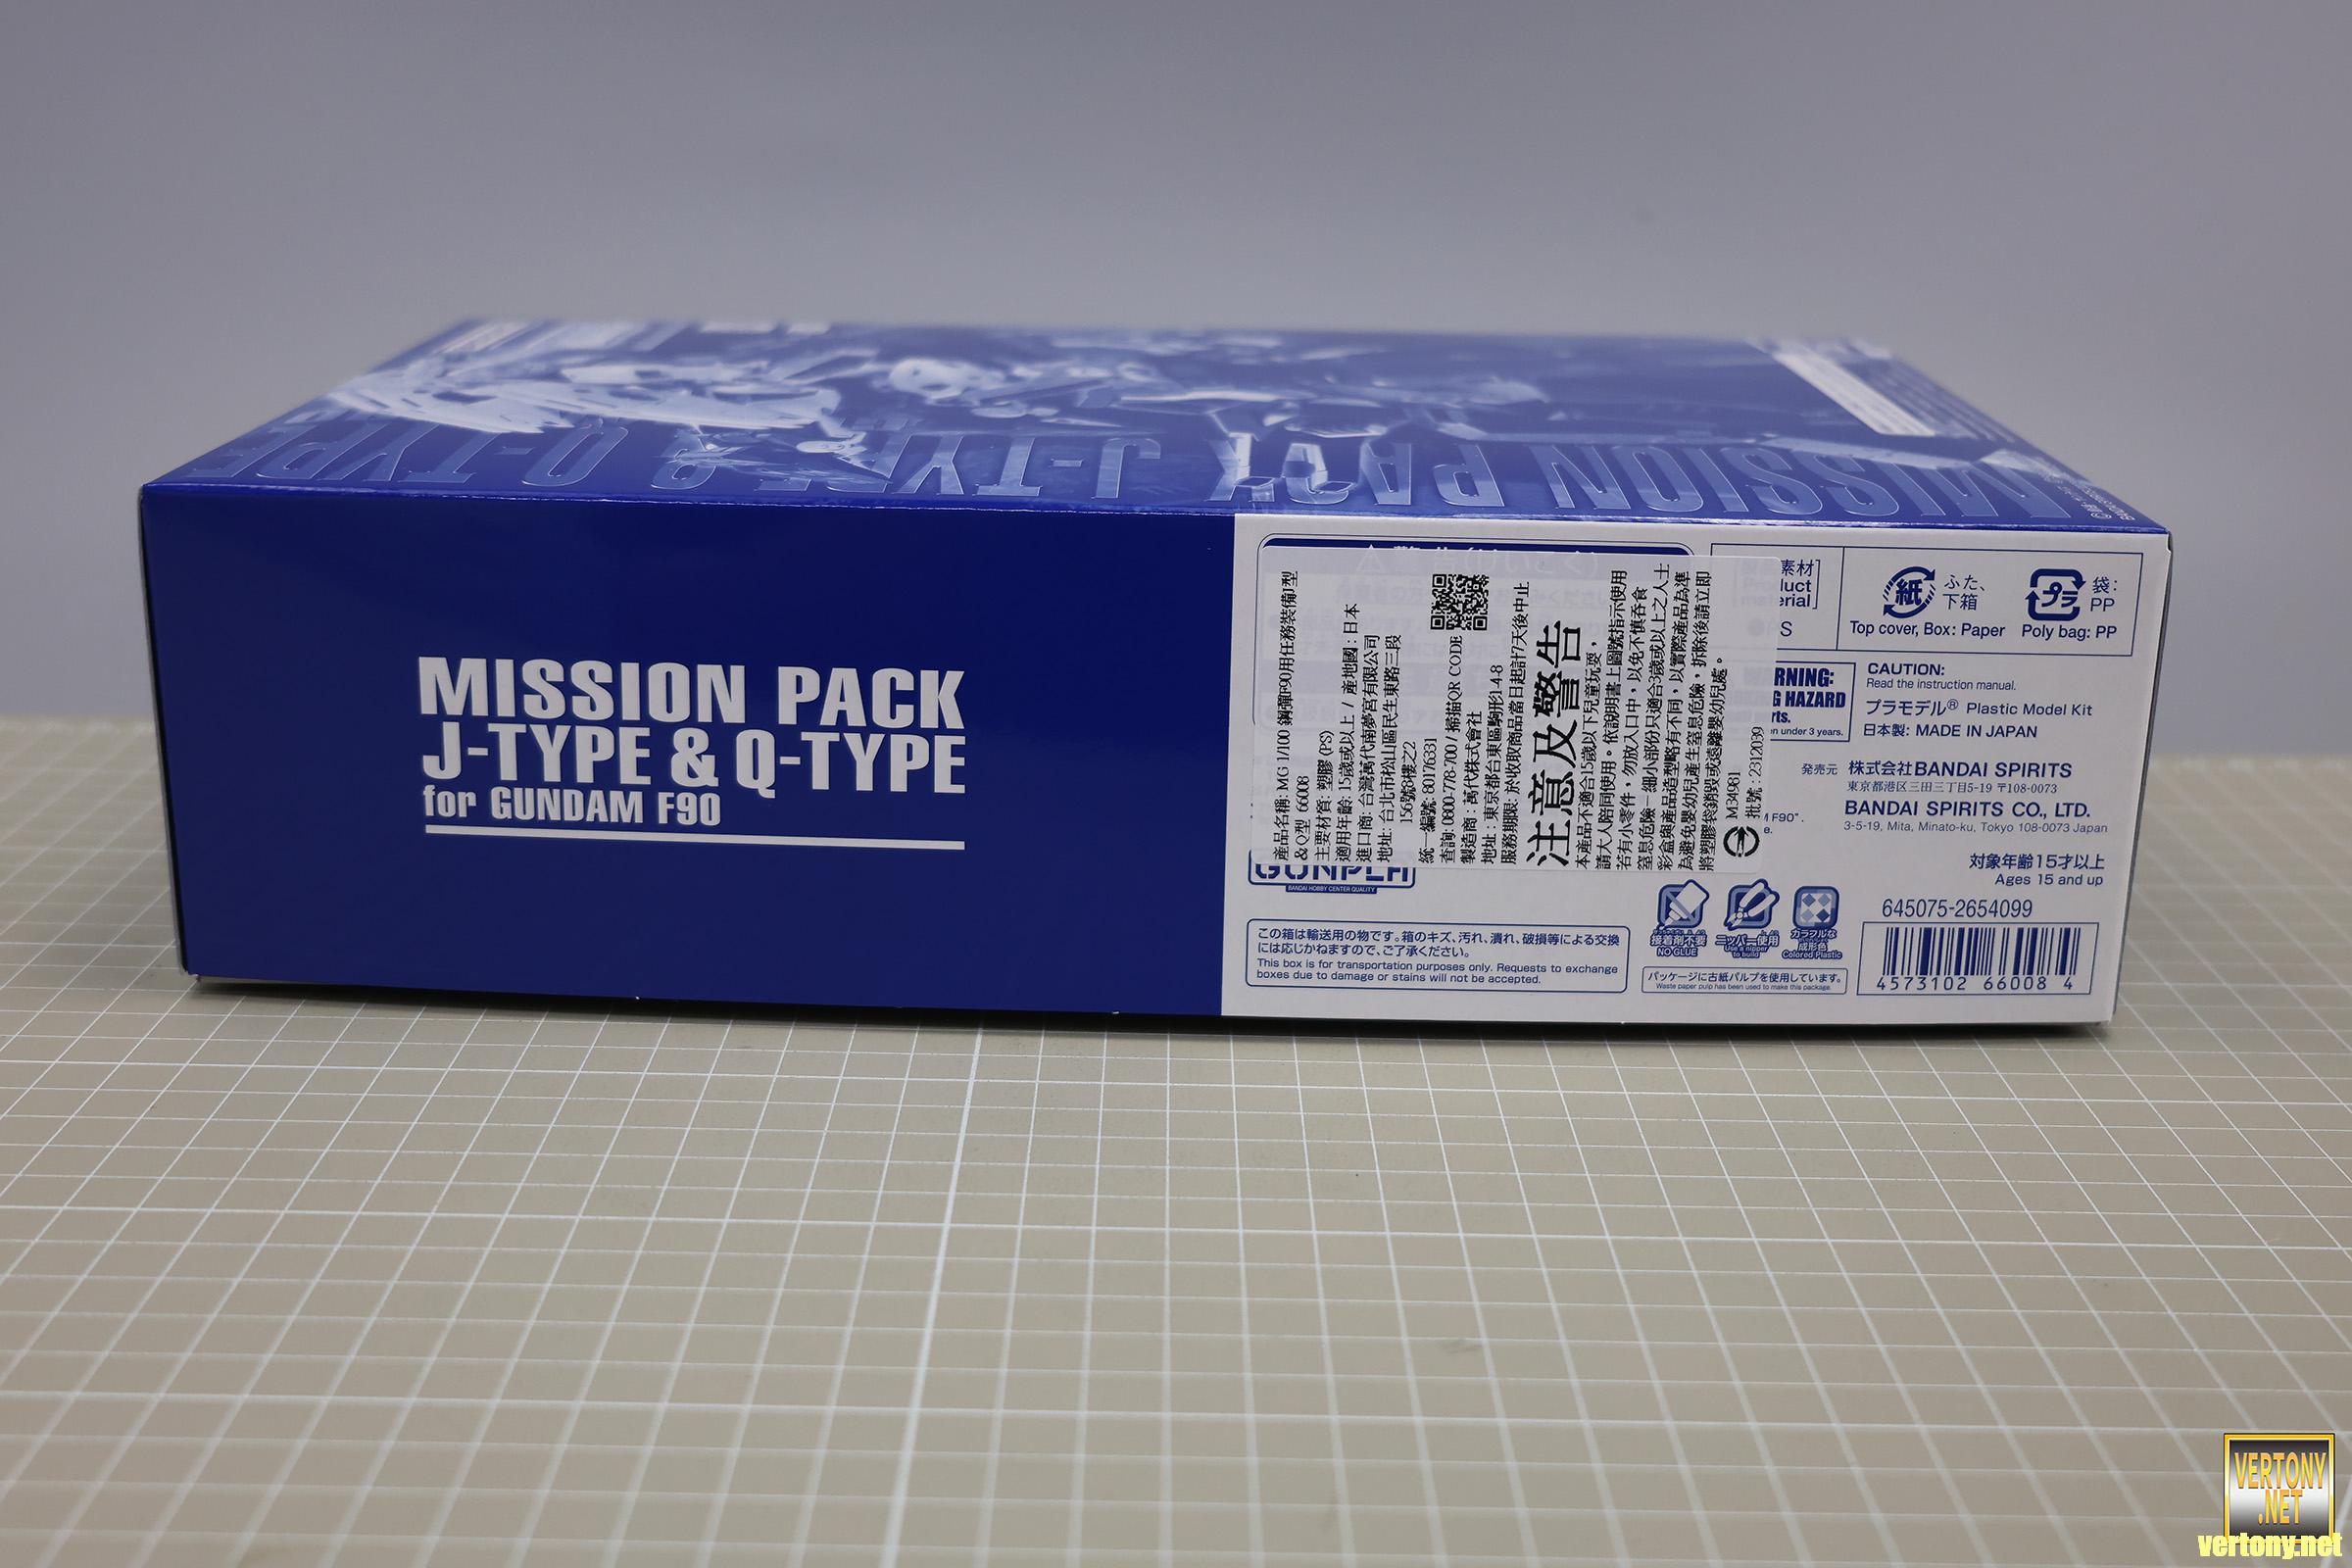 MISSION PACK J-TYPE & Q-TYPE
MISSION PACK
J-TYPE & Q-TYPE
for GUNDAM F90
產品名稱: MG 1/100 鋼彈F90用任務裝備J型
&Q型 66008
主要材質: 塑膠 (PS)
適用年齡: 15歲或以上 / 產地國 : 日本
進口商: 台灣萬代南夢宮有限公司
地址: 台北市松山區民生東路三段
156號8樓之2
統一編號: 80176331
查詢: 0800-778-700 / 掃描QR CODE
製造商 : 萬代株式會社
地址 : 東京都台東區駒形1-4-8
服務期限: 於收取商品當日起計7天後中止
注意及警告
本產品不適合15歲以下兒童玩耍，
請大人陪同使用。依說明書上圖號指示使用
若有小零件，勿放入口中，以免不慎吞食
窒息危險－細小部份只適合3歲或以上之人士
彩盒與產品造型略有不同，以實際產品為準
為避免嬰幼兒產生窒息危險，拆除後請立即
將塑膠袋銷毀或遠離嬰幼兒處。
M34981
批號 : 2312039
素材]
uct
erial]
S
紙
ふた、
下箱
Top cover, Box: Paper
プラ
袋:
PP
Poly bag: PP
RNING:
G HAZARD
rts.
n under 3 years.
CAUTION:
Read the instruction manual.
プラモデル® Plastic Model Kit
日本製: MADE IN JAPAN
発売元 株式会社BANDAI SPIRITS
東京都港区三田三丁目5-19 〒108-0073
BANDAI SPIRITS CO., LTD.
3-5-19, Mita, Minato-ku, Tokyo 108-0073 Japan
F90".
e.
対象年齢15才以上
Ages 15 and up
GUNPLA
BANDAI HOBBY CENTER QUALITY
この箱は輸送用の物です。箱のキズ、汚れ、潰れ、破損等による交換
には応じかねますので、ご了承ください。
This box is for transportation purposes only. Requests to exchange
boxes due to damage or stains will not be accepted.
接着剤不要
NO GLUE
ニッパー使用
Use a nipper
to build
カラフルな
成形色
Colored Plastic
パッケージに古紙パルプを使用しています。
Waste paper pulp has been used to make this package.
645075-2654099
4573102 66008 4
VERTONY
.NET
vertony.net